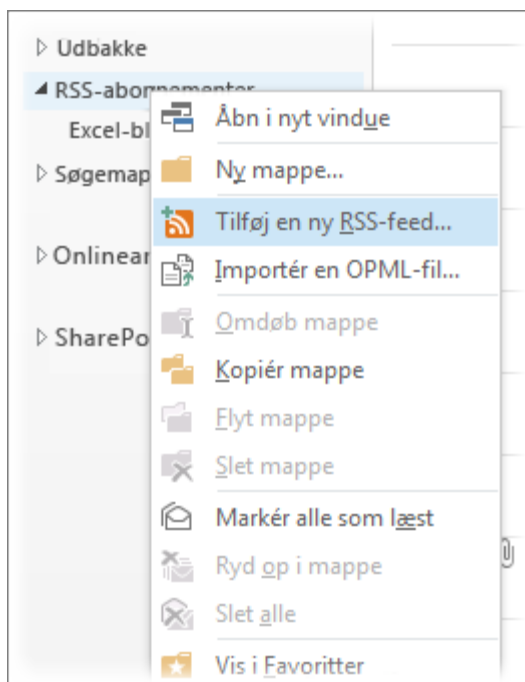 Udbakke
RSS-abonnementer
Åbn i nyt vindue
Excel-bl
Ny mappe...
Søgemap
Tilføj en ny RSS-feed...
Onlinear
Importér en OPML-fil...
Omdøb mappe
SharePo
Kopiér mappe
Flyt mappe
Slet mappe
Markér alle som læst
Ryd op i mappe
Slet alle
Vis i Favoritter